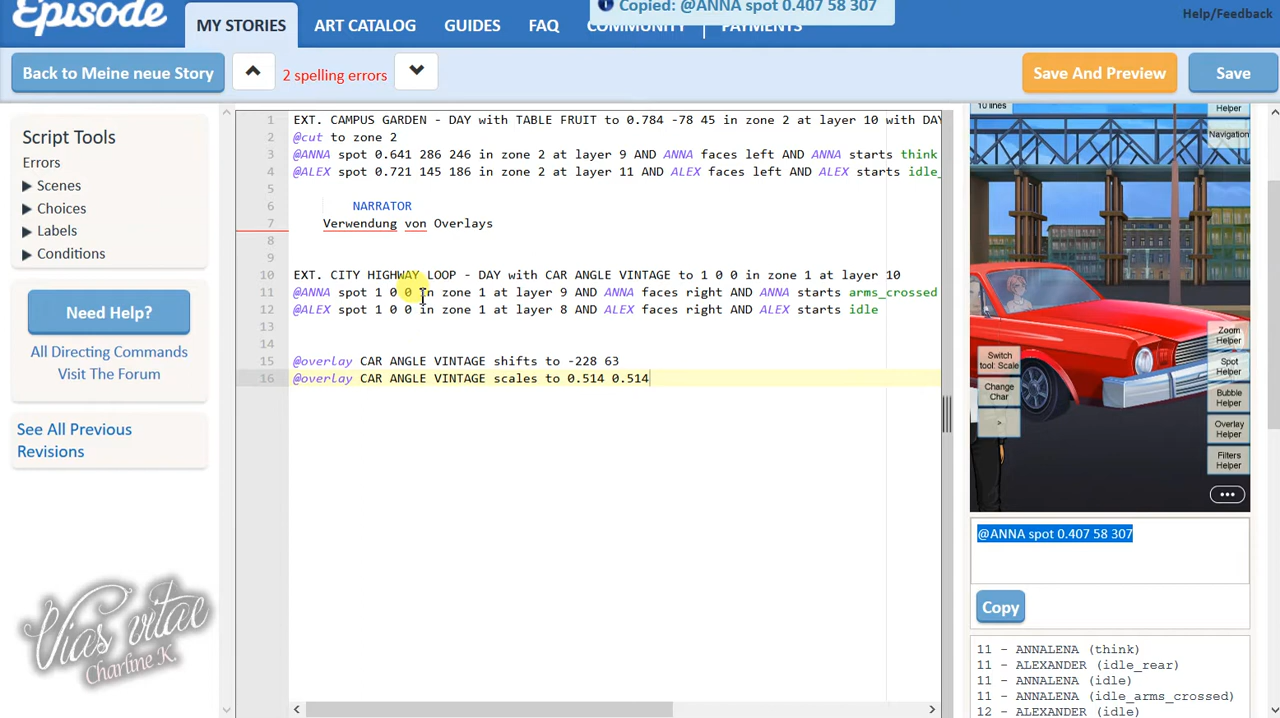 Episode
MY STORIES
ART CATALOG
GUIDES
FAQ
COMMUNITY
PAYMENTS
Copied: @ANNA spot 0.407 58 307
Help/Feedback
Back to Meine neue Story
2 spelling errors
Save And Preview
Save
Script Tools
Errors
Scenes
Choices
Labels
Conditions
Need Help?
All Directing Commands
Visit The Forum
See All Previous
Revisions
Vias vitae
Charline K.
1 EXT. CAMPUS GARDEN - DAY with TABLE FRUIT to 0.784 -78 45 in zone 2 at layer 10 with DAY
2 @cut to zone 2
3 @ANNA spot 0.641 286 246 in zone 2 at layer 9 AND ANNA faces left AND ANNA starts think
4 @ALEX spot 0.721 145 186 in zone 2 at layer 11 AND ALEX faces left AND ALEX starts idle_
5
6 NARRATOR
7 Verwendung von Overlays
8
9
10 EXT. CITY HIGHWAY LOOP - DAY with CAR ANGLE VINTAGE to 1 0 0 in zone 1 at layer 10
11 @ANNA spot 1 0 0 in zone 1 at layer 9 AND ANNA faces right AND ANNA starts arms_crossed
12 @ALEX spot 1 0 0 in zone 1 at layer 8 AND ALEX faces right AND ALEX starts idle
13
14
15 @overlay CAR ANGLE VINTAGE shifts to -228 63
16 @overlay CAR ANGLE VINTAGE scales to 0.514 0.514
10 lines
Helper
Navigation
Switch
tool: Scale
Change
Char
>
Zoom
Helper
Spot
Helper
Bubble
Helper
Overlay
Helper
Filters
Helper
@ANNA spot 0.407 58 307
Copy
11 - ANNALENA (think)
11 - ALEXANDER (idle_rear)
11 - ANNALENA (idle)
11 - ANNALENA (idle_arms_crossed)
12 - ALEXANDER (idle)